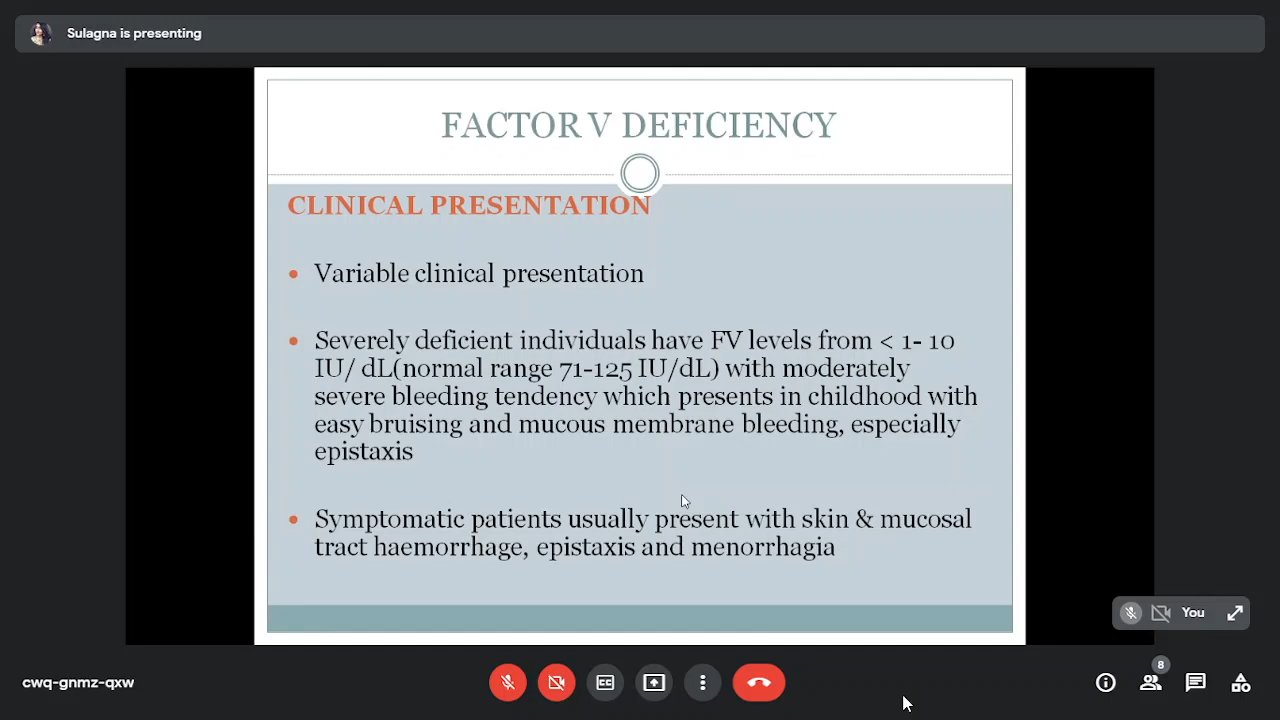 Sulagna is presenting
FACTOR V DEFICIENCY
CLINICAL PRESENTATION
• Variable clinical presentation
• Severely deficient individuals have FV levels from < 1- 10
IU/ dL(normal range 71-125 IU/dL) with moderately
severe bleeding tendency which presents in childhood with
easy bruising and mucous membrane bleeding, especially
epistaxis
• Symptomatic patients usually present with skin & mucosal
tract haemorrhage, epistaxis and menorrhagia
You
8
cwq-gnmz-qxw
CC